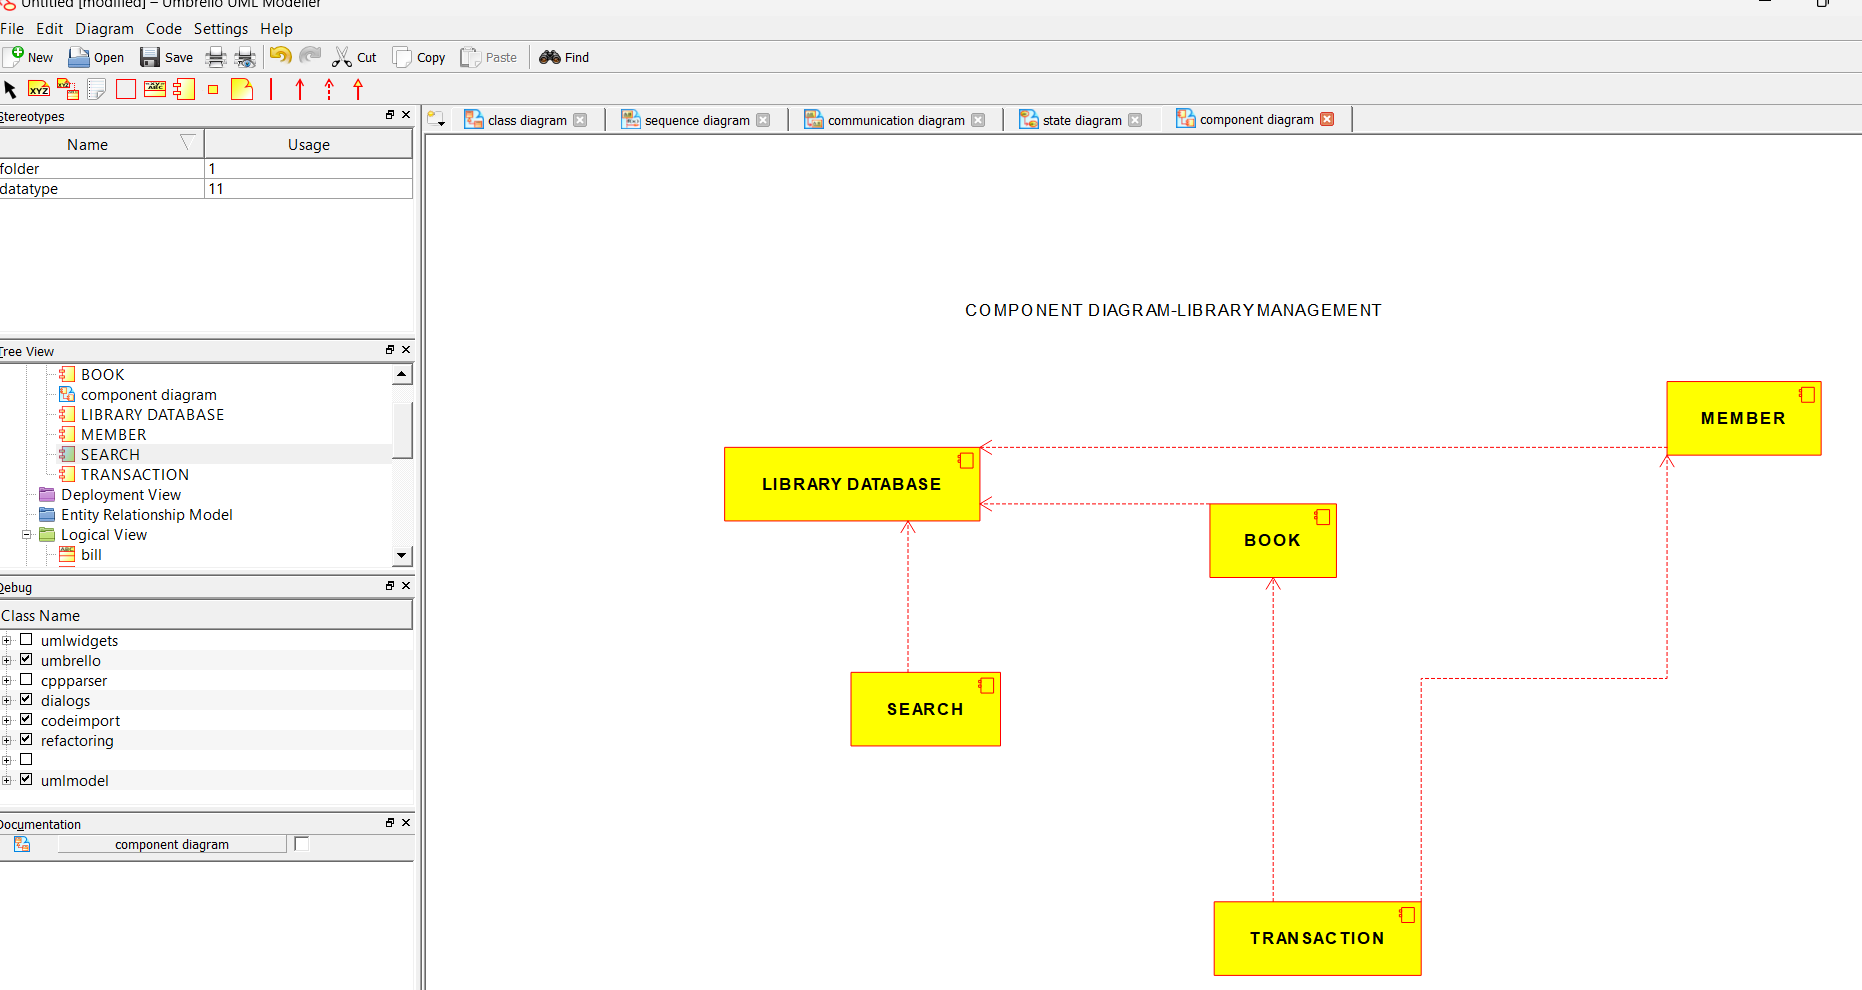 Untitled [modified] – Umbrello UML Modeller
File Edit Diagram Code Settings Help
New Open Save Cut Copy Paste Find
Stereotypes
Name Usage
folder 1
datatype 11
Tree View
BOOK
component diagram
LIBRARY DATABASE
MEMBER
SEARCH
TRANSACTION
Deployment View
Entity Relationship Model
Logical View
bill
Debug
Class Name
umlwidgets
umbrello
cppparser
dialogs
codeimport
refactoring
umlmodel
Documentation
component diagram
class diagram sequence diagram communication diagram state diagram component diagram
COMPONENT DIAGRAM-LIBRARY MANAGEMENT
MEMBER
LIBRARY DATABASE
BOOK
SEARCH
TRANSACTION